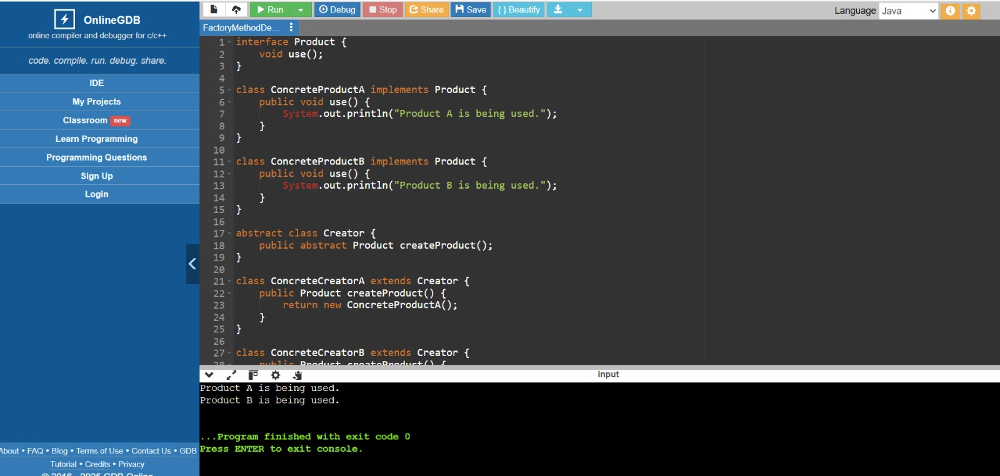 OnlineGDB
online compiler and debugger for c/c++
code. compile. run. debug. share.
IDE
My Projects
Classroom new
Learn Programming
Programming Questions
Sign Up
Login
About • FAQ • Blog • Terms of Use • Contact Us • GDB
Tutorial • Credits • Privacy
© 2016 - 2025 GDB Online
Run Debug Stop Share Save { } Beautify
Language Java
FactoryMethodDe...
1 interface Product {
2     void use();
3 }
4
5 class ConcreteProductA implements Product {
6     public void use() {
7         System.out.println("Product A is being used.");
8     }
9 }
10
11 class ConcreteProductB implements Product {
12     public void use() {
13         System.out.println("Product B is being used.");
14     }
15 }
16
17 abstract class Creator {
18     public abstract Product createProduct();
19 }
20
21 class ConcreteCreatorA extends Creator {
22     public Product createProduct() {
23         return new ConcreteProductA();
24     }
25 }
26
27 class ConcreteCreatorB extends Creator {
28     public Product createProduct() {
input
Product A is being used.
Product B is being used.
...Program finished with exit code 0
Press ENTER to exit console.